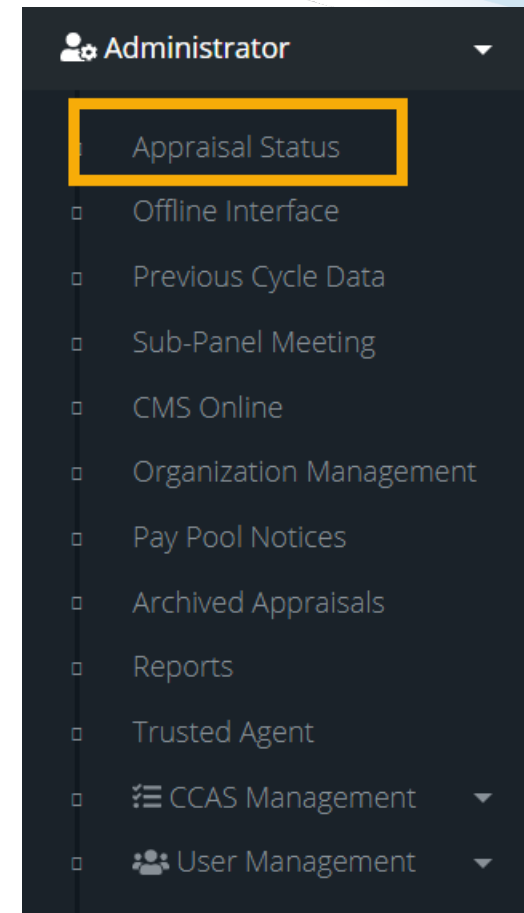 Administrator
Appraisal Status
Offline Interface
Previous Cycle Data
Sub-Panel Meeting
CMS Online
Organization Management
Pay Pool Notices
Archived Appraisals
Reports
Trusted Agent
CCAS Management
User Management